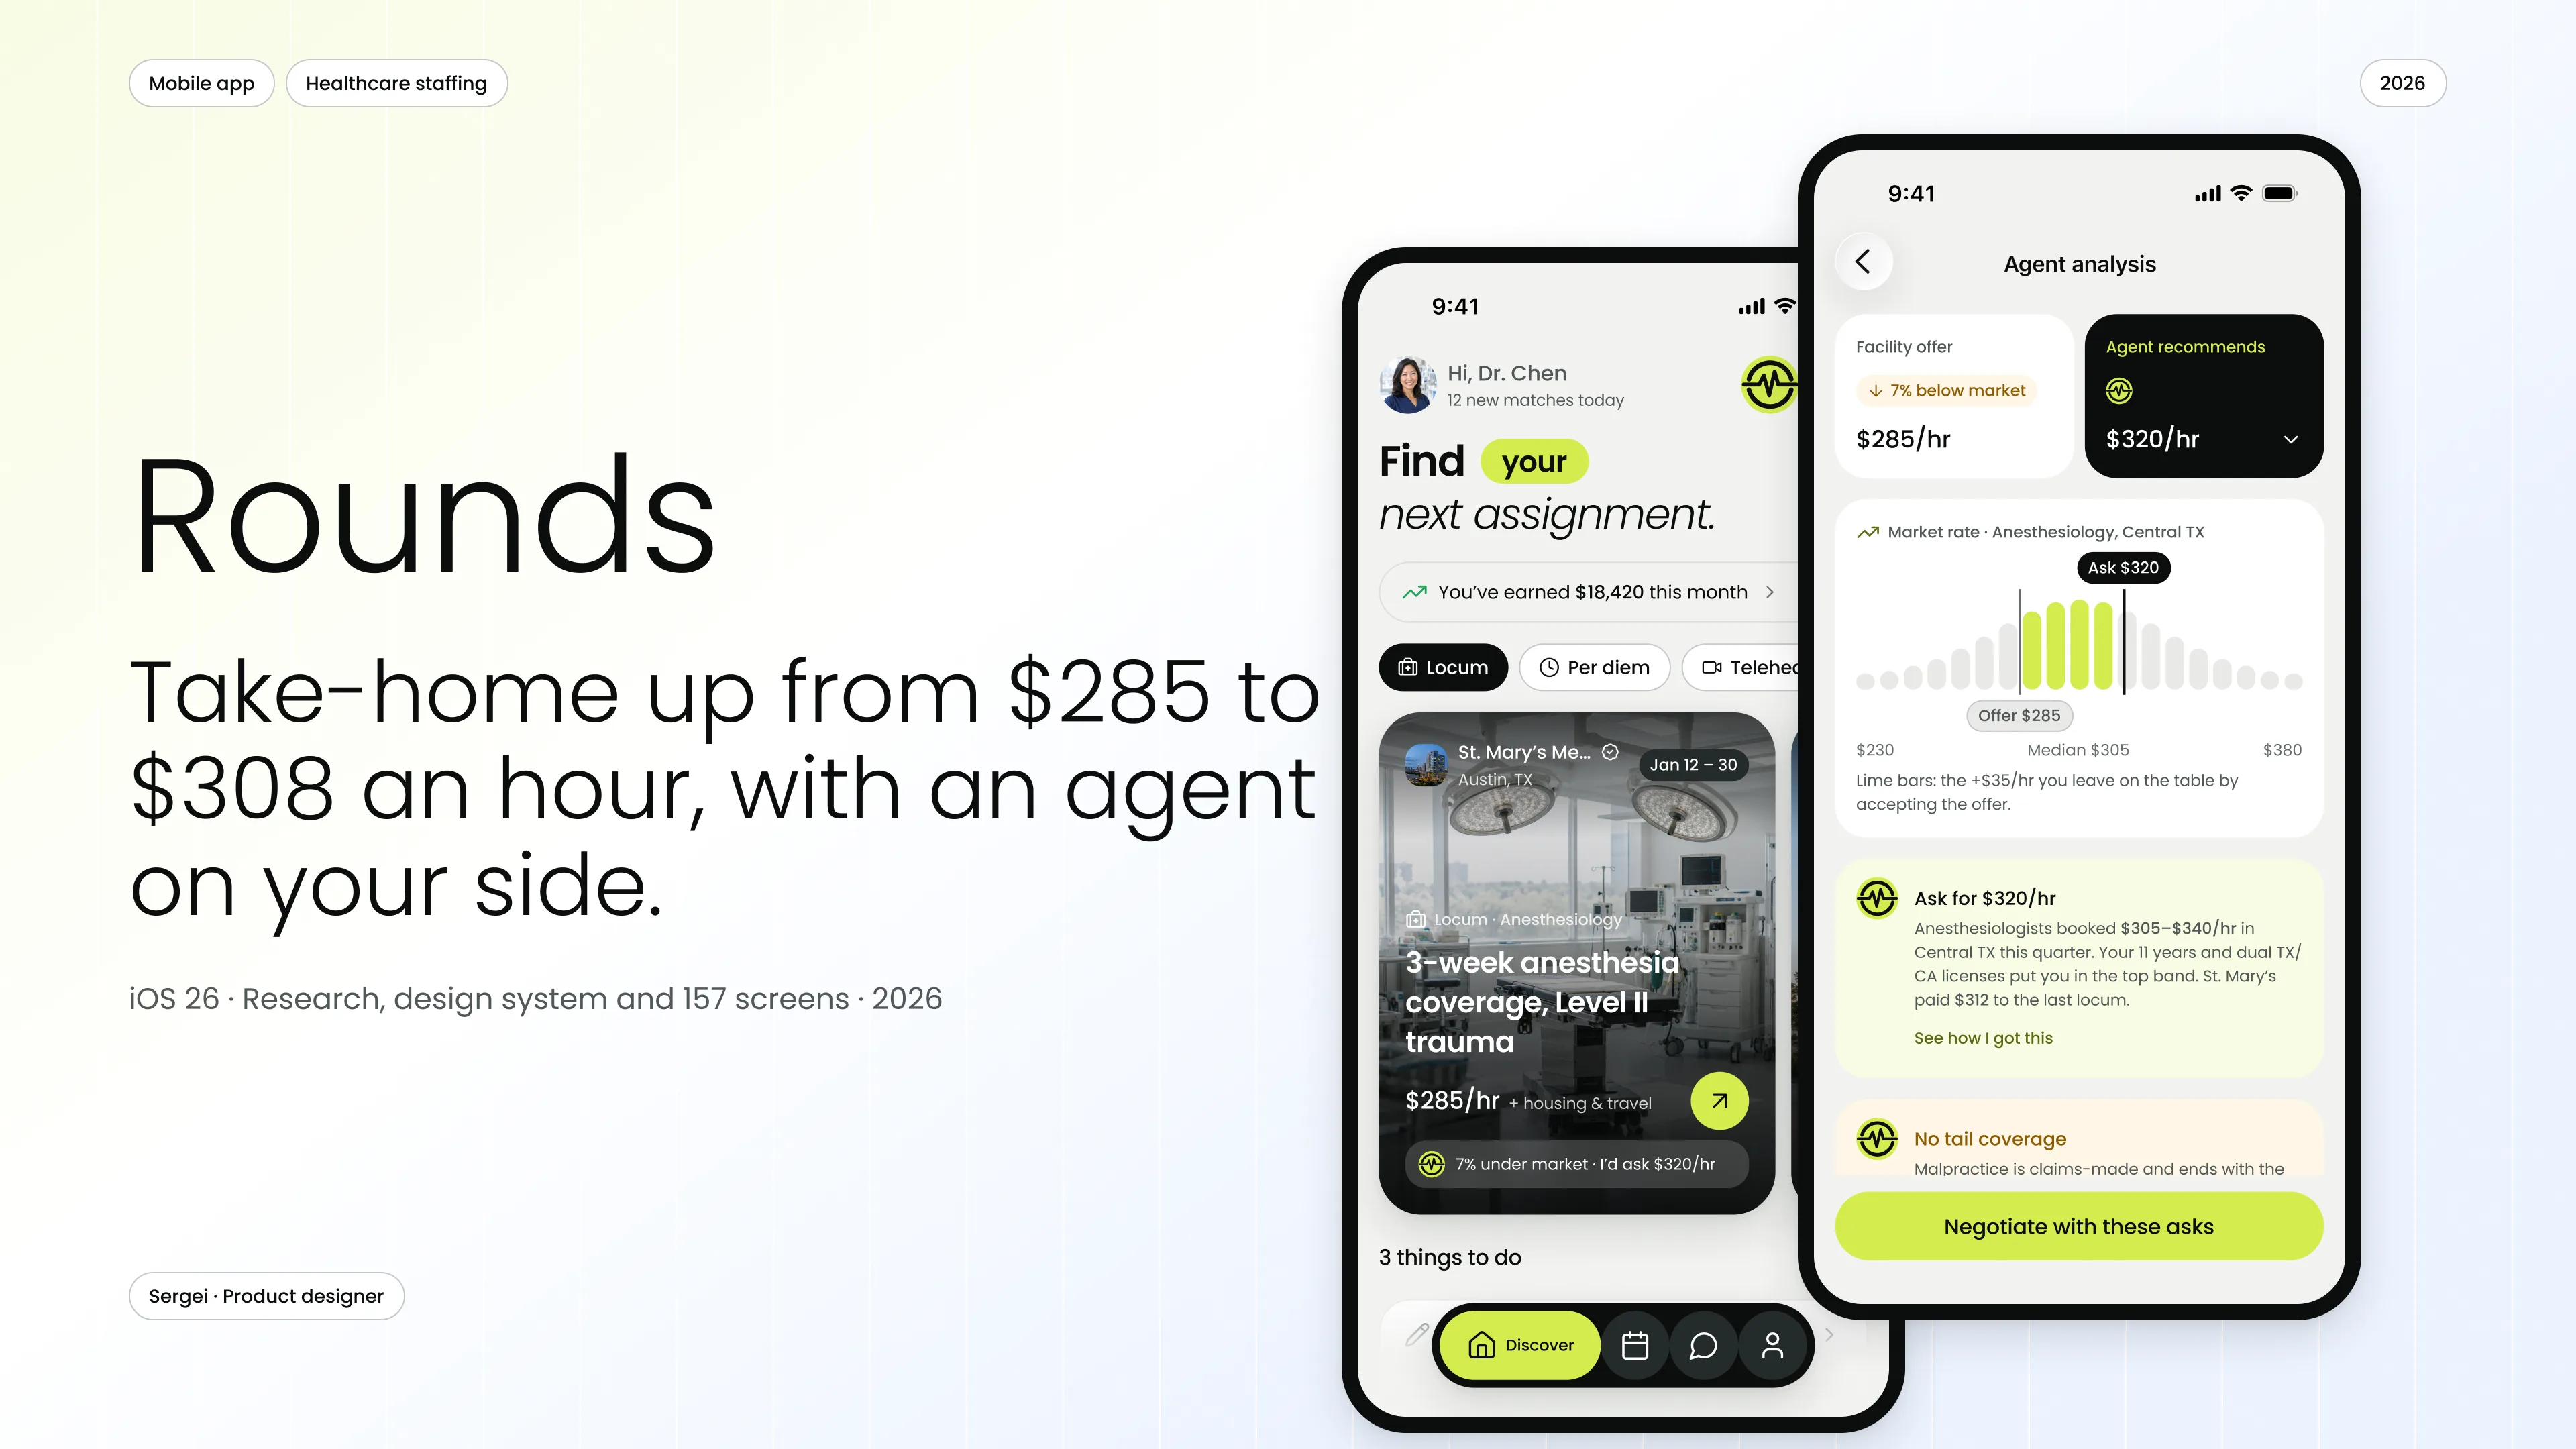 Mobile app
Healthcare staffing
2026
Rounds
Take-home up from $285 to
$308 an hour, with an agent
on your side.
iOS 26 · Research, design system and 157 screens · 2026
Sergei · Product designer
9:41
Hi, Dr. Chen
12 new matches today
Find your
next assignment.
You've earned $18,420 this month
Locum
Per diem
St. Mary's Me...
Austin, TX
Jan 12 – 30
Locum · Anesthesiology
3-week anesthesia
coverage, Level II
trauma
$285/hr + housing & travel
7% under market · I'd ask $320/hr
3 things to do
Discover
9:41
Agent analysis
Facility offer
7% below market
$285/hr
Agent recommends
$320/hr
Market rate · Anesthesiology, Central TX
Ask $320
Offer $285
$230
Median $305
$380
Lime bars: the +$35/hr you leave on the table by
accepting the offer.
Ask for $320/hr
Anesthesiologists booked $305–$340/hr in
Central TX this quarter. Your 11 years and dual TX/
CA licenses put you in the top band. St. Mary's
paid $312 to the last locum.
See how I got this
No tail coverage
Malpractice is claims-made and ends with the
Negotiate with these asks